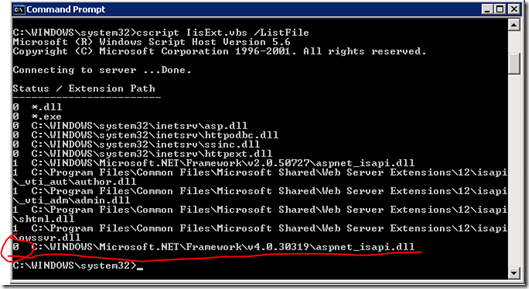 Command Prompt
C:\WINDOWS\system32>cscript IisExt.vbs /ListFile
Microsoft (R) Windows Script Host Version 5.6
Copyright (C) Microsoft Corporation 1996-2001. All rights reserved.
Connecting to server ...Done.
Status / Extension Path
------------------------
0  *.dll
0  *.exe
0  C:\WINDOWS\system32\inetsrv\asp.dll
0  C:\WINDOWS\system32\inetsrv\httpodbc.dll
0  C:\WINDOWS\system32\inetsrv\ssinc.dll
0  C:\WINDOWS\system32\inetsrv\httpext.dll
1  C:\WINDOWS\Microsoft.NET\Framework\v2.0.50727\aspnet_isapi.dll
1  C:\Program Files\Common Files\Microsoft Shared\Web Server Extensions\12\isapi
\_vti_aut\author.dll
1  C:\Program Files\Common Files\Microsoft Shared\Web Server Extensions\12\isapi
\_vti_adm\admin.dll
1  C:\Program Files\Common Files\Microsoft Shared\Web Server Extensions\12\isapi
\shtml.dll
1  C:\Program Files\Common Files\Microsoft Shared\Web Server Extensions\12\isapi
\owssvr.dll
0  C:\WINDOWS\Microsoft.NET\Framework\v4.0.30319\aspnet_isapi.dll
C:\WINDOWS\system32>_